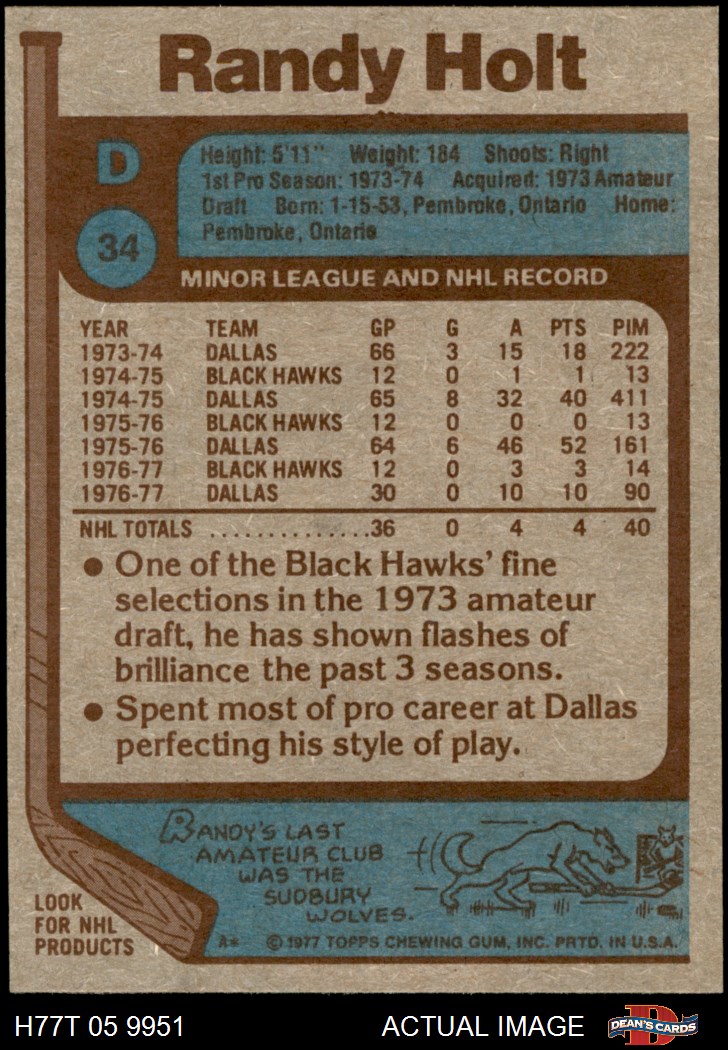 Randy Holt
D
34
Height: 5'11" Weight: 184 Shoots: Right
1st Pro Season: 1973-74 Acquired: 1973 Amateur
Draft Born: 1-15-53, Pembroke, Ontario Home:
Pembroke, Ontario
MINOR LEAGUE AND NHL RECORD
YEAR TEAM GP G A PTS PIM
1973-74 DALLAS 66 3 15 18 222
1974-75 BLACK HAWKS 12 0 1 1 13
1974-75 DALLAS 65 8 32 40 411
1975-76 BLACK HAWKS 12 0 0 0 13
1975-76 DALLAS 64 6 46 52 161
1976-77 BLACK HAWKS 12 0 3 3 14
1976-77 DALLAS 30 0 10 10 90
NHL TOTALS ..............36 0 4 4 40
● One of the Black Hawks' fine
selections in the 1973 amateur
draft, he has shown flashes of
brilliance the past 3 seasons.
● Spent most of pro career at Dallas
perfecting his style of play.
RANDY'S LAST
AMATEUR CLUB
WAS THE
SUDBURY
WOLVES.
LOOK
FOR NHL
PRODUCTS
A* © 1977 TOPPS CHEWING GUM, INC. PRTD. IN U.S.A.
H77T 05 9951 ACTUAL IMAGE D DEAN'S CARDS